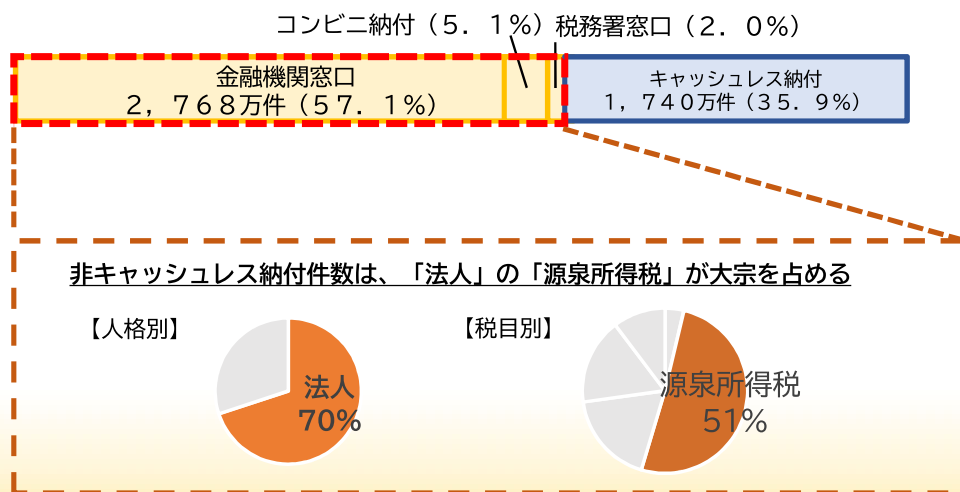 コンビニ納付（５．１％）
税務署窓口（２．０％）
金融機関窓口
２，７６８万件（５７．１％）
キャッシュレス納付
１，７４０万件（３５．９％）
非キャッシュレス納付件数は、「法人」の「源泉所得税」が大宗を占める
【人格別】
【税目別】
法人
70%
源泉所得税
51%